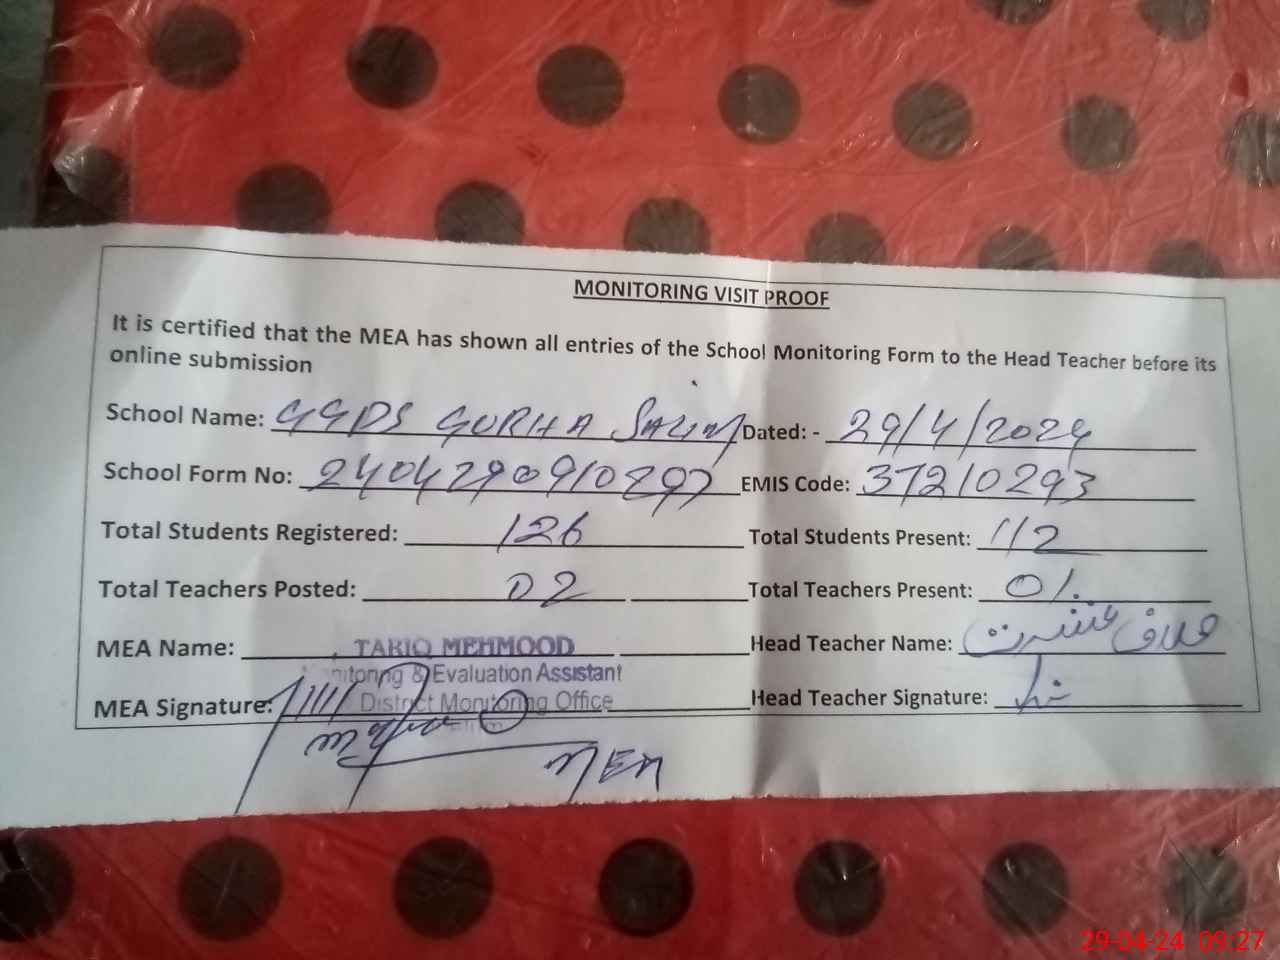 MONITORING VISIT PROOF
It is certified that the MEA has shown all entries of the School Monitoring Form to the Head Teacher before its
online submission
School Name: GGPS GORHA SALIM Dated: - 29/4/2024
School Form No: 2404290910297 EMIS Code: 37210293
Total Students Registered: 126 Total Students Present: 112
Total Teachers Posted: 02 Total Teachers Present: 01.
MEA Name: TARIQ MEHMOOD Head Teacher Name: عشرت
Monitoring & Evaluation Assistant
MEA Signature: District Monitoring Office Head Teacher Signature:
MEA
29-04-24 09:27